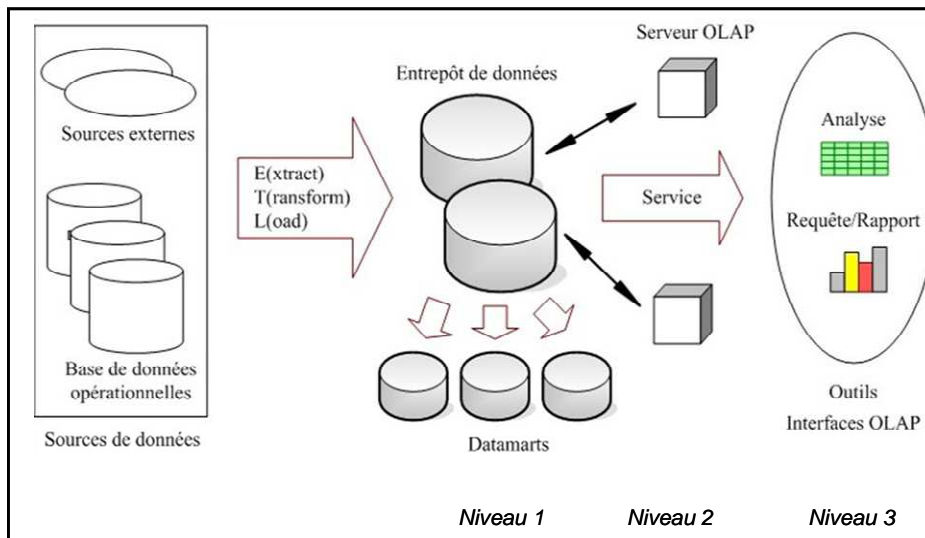 Sources externes
Base de données
opérationnelles
Sources de données
E(xtract)
T(ransform)
L(oad)
Entrepôt de données
Datamarts
Serveur OLAP
Service
Analyse
Requête/Rapport
Outils
Interfaces OLAP
Niveau 1
Niveau 2
Niveau 3